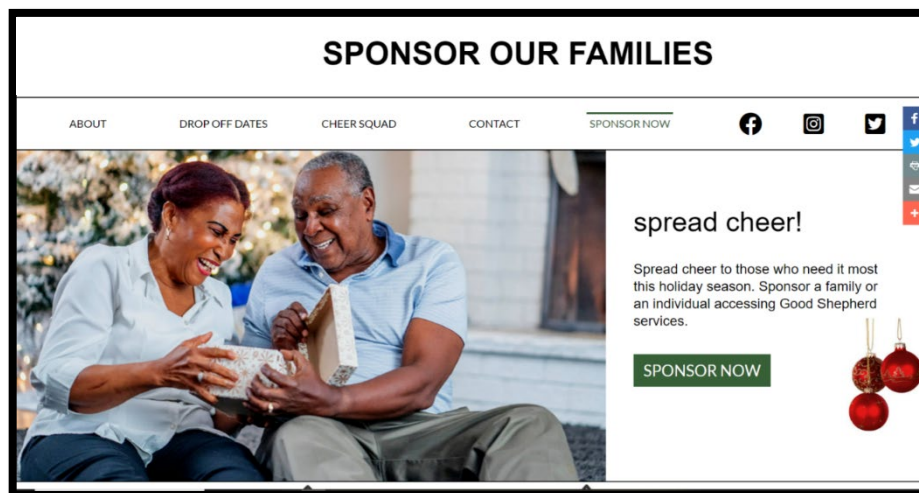 SPONSOR OUR FAMILIES
ABOUT DROP OFF DATES CHEER SQUAD CONTACT SPONSOR NOW
spread cheer!
Spread cheer to those who need it most
this holiday season. Sponsor a family or
an individual accessing Good Shepherd
services.
SPONSOR NOW